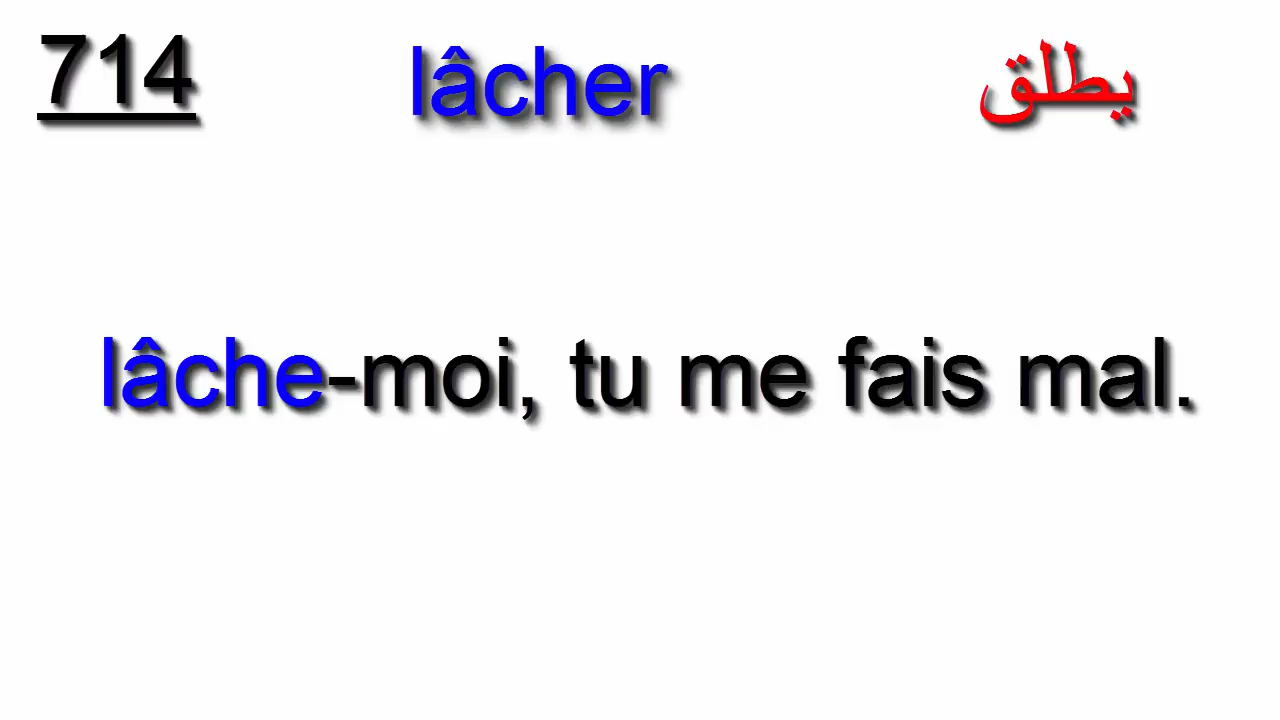 714 lâcher يطلق
lâche-moi, tu me fais mal.